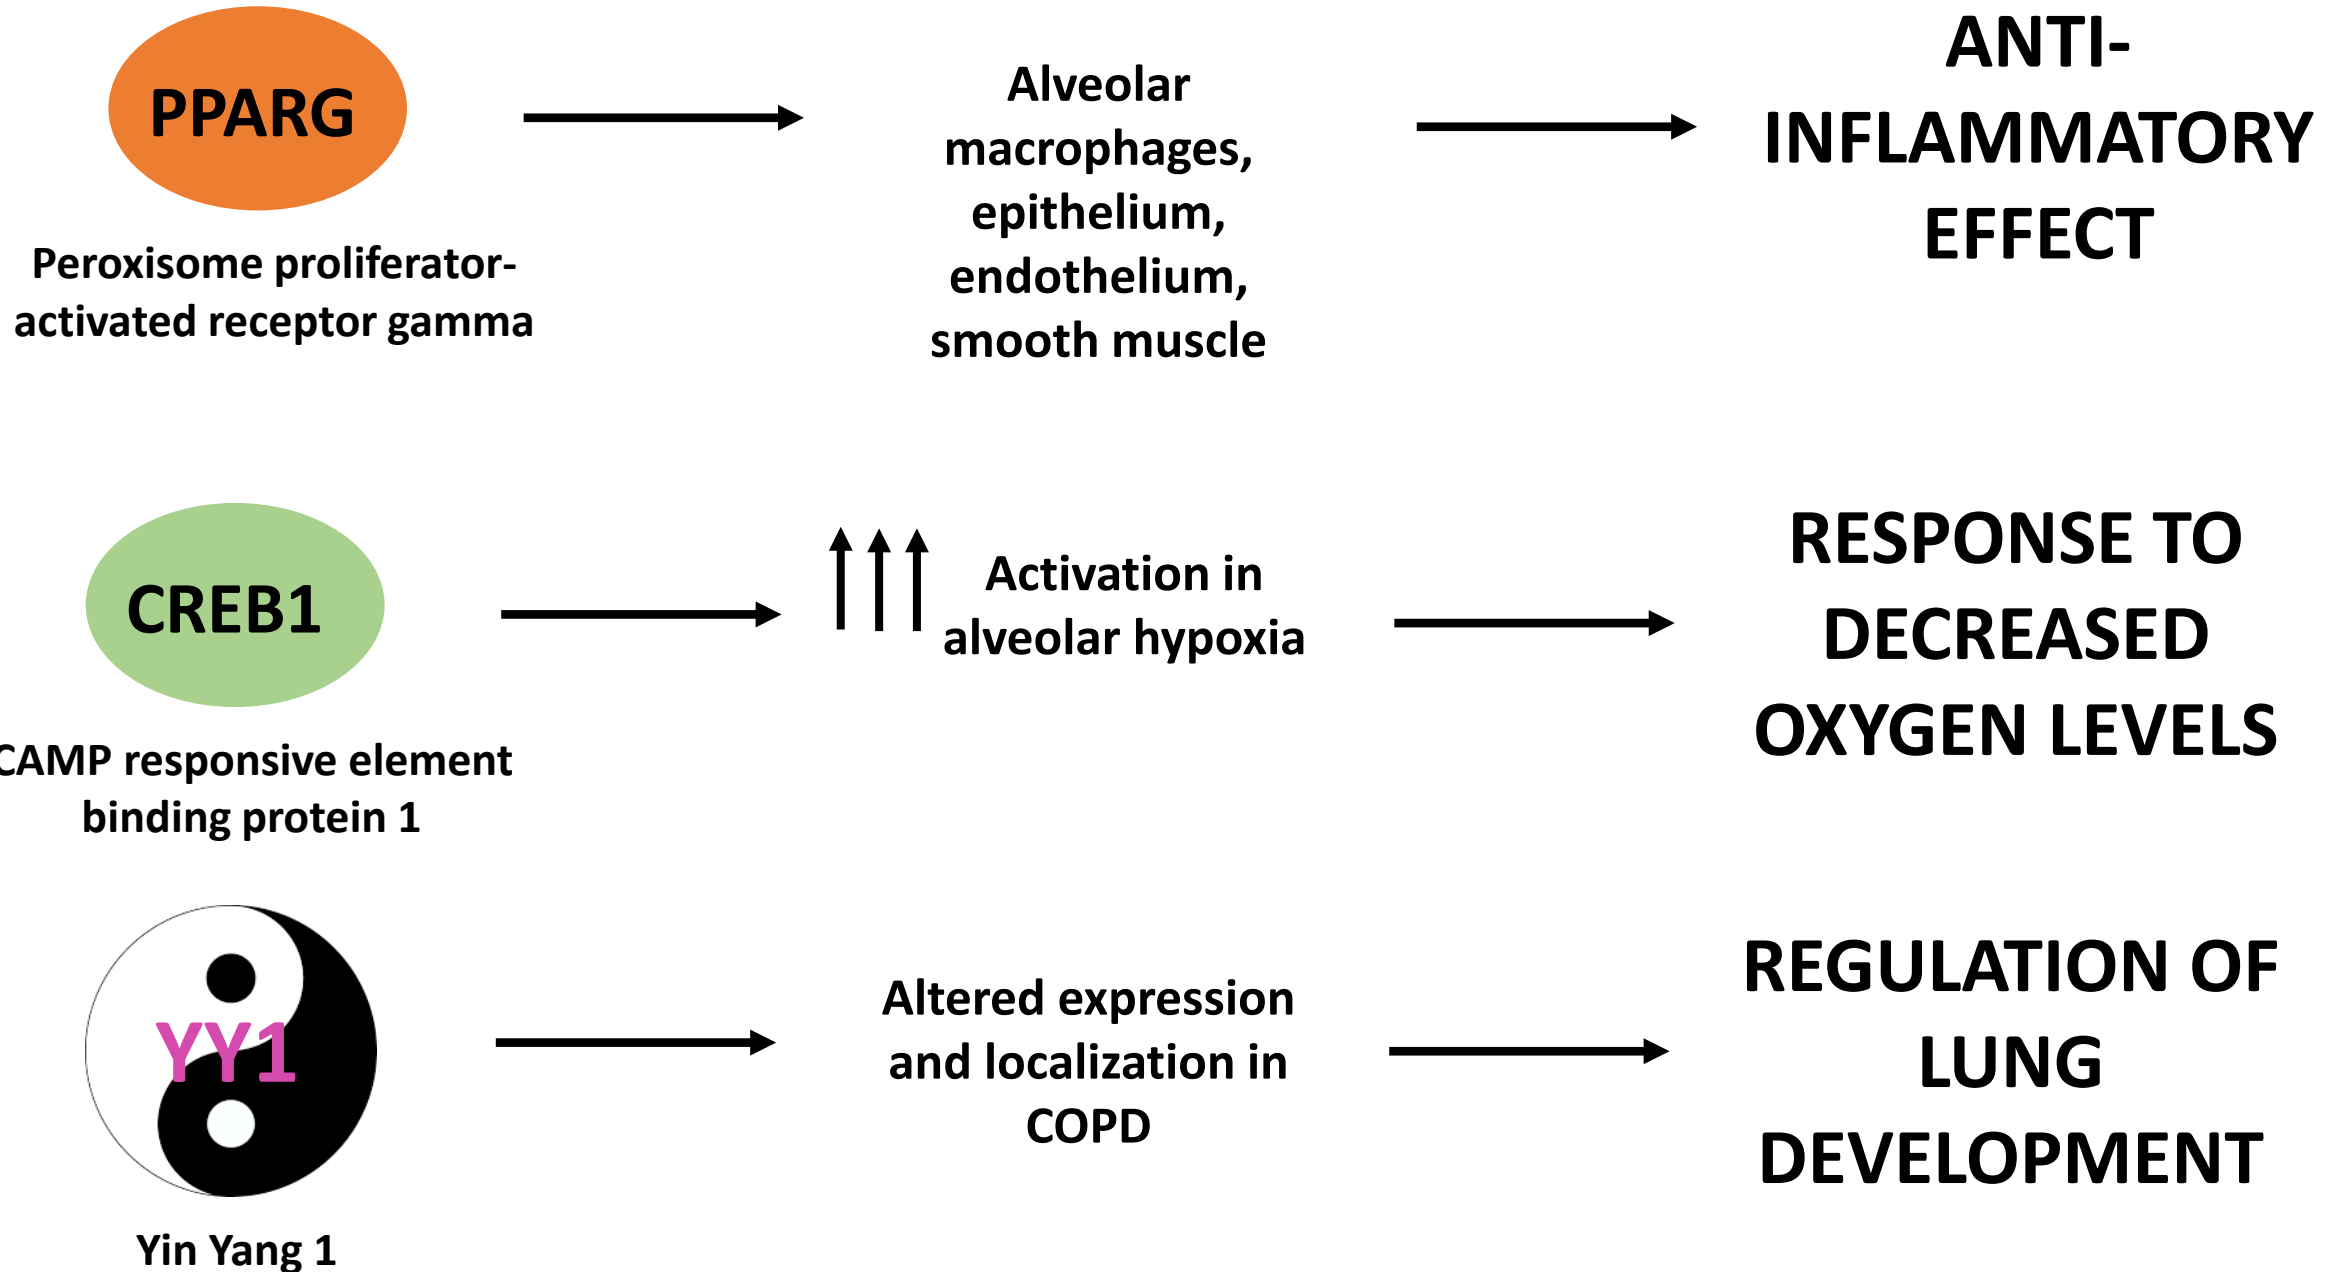 PPARG
Peroxisome proliferator-
activated receptor gamma
Alveolar
macrophages,
epithelium,
endothelium,
smooth muscle
ANTI-
INFLAMMATORY
EFFECT
CREB1
CAMP responsive element
binding protein 1
Activation in
alveolar hypoxia
RESPONSE TO
DECREASED
OXYGEN LEVELS
YY1
Yin Yang 1
Altered expression
and localization in
COPD
REGULATION OF
LUNG
DEVELOPMENT